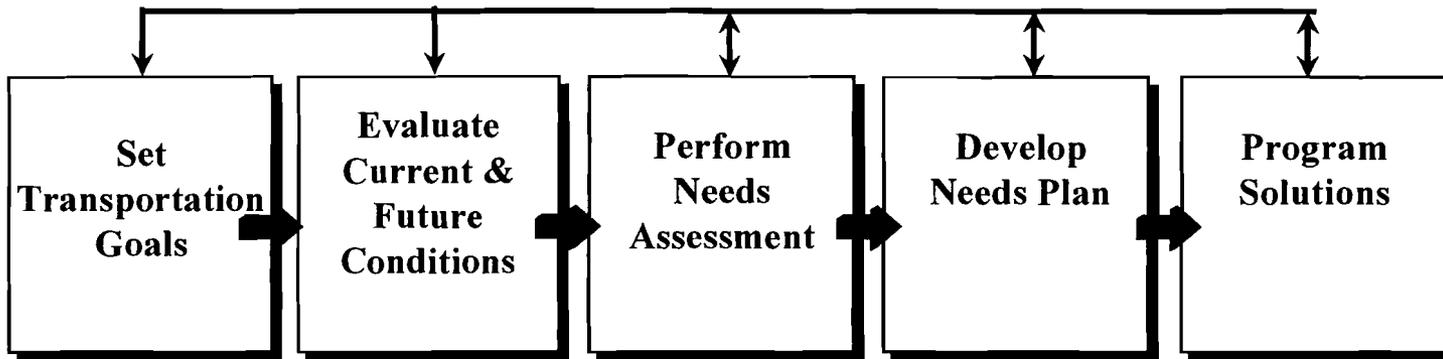 Set
Transportation
Goals
Evaluate
Current &
Future
Conditions
Perform
Needs
Assessment
Develop
Needs Plan
Program
Solutions